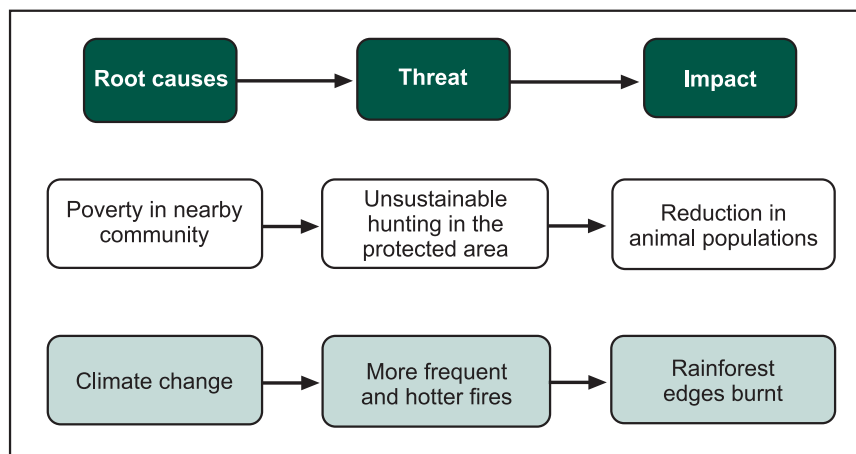 Root causes
Threat
Impact
Poverty in nearby
community
Unsustainable
hunting in the
protected area
Reduction in
animal populations
Climate change
More frequent
and hotter fires
Rainforest
edges burnt